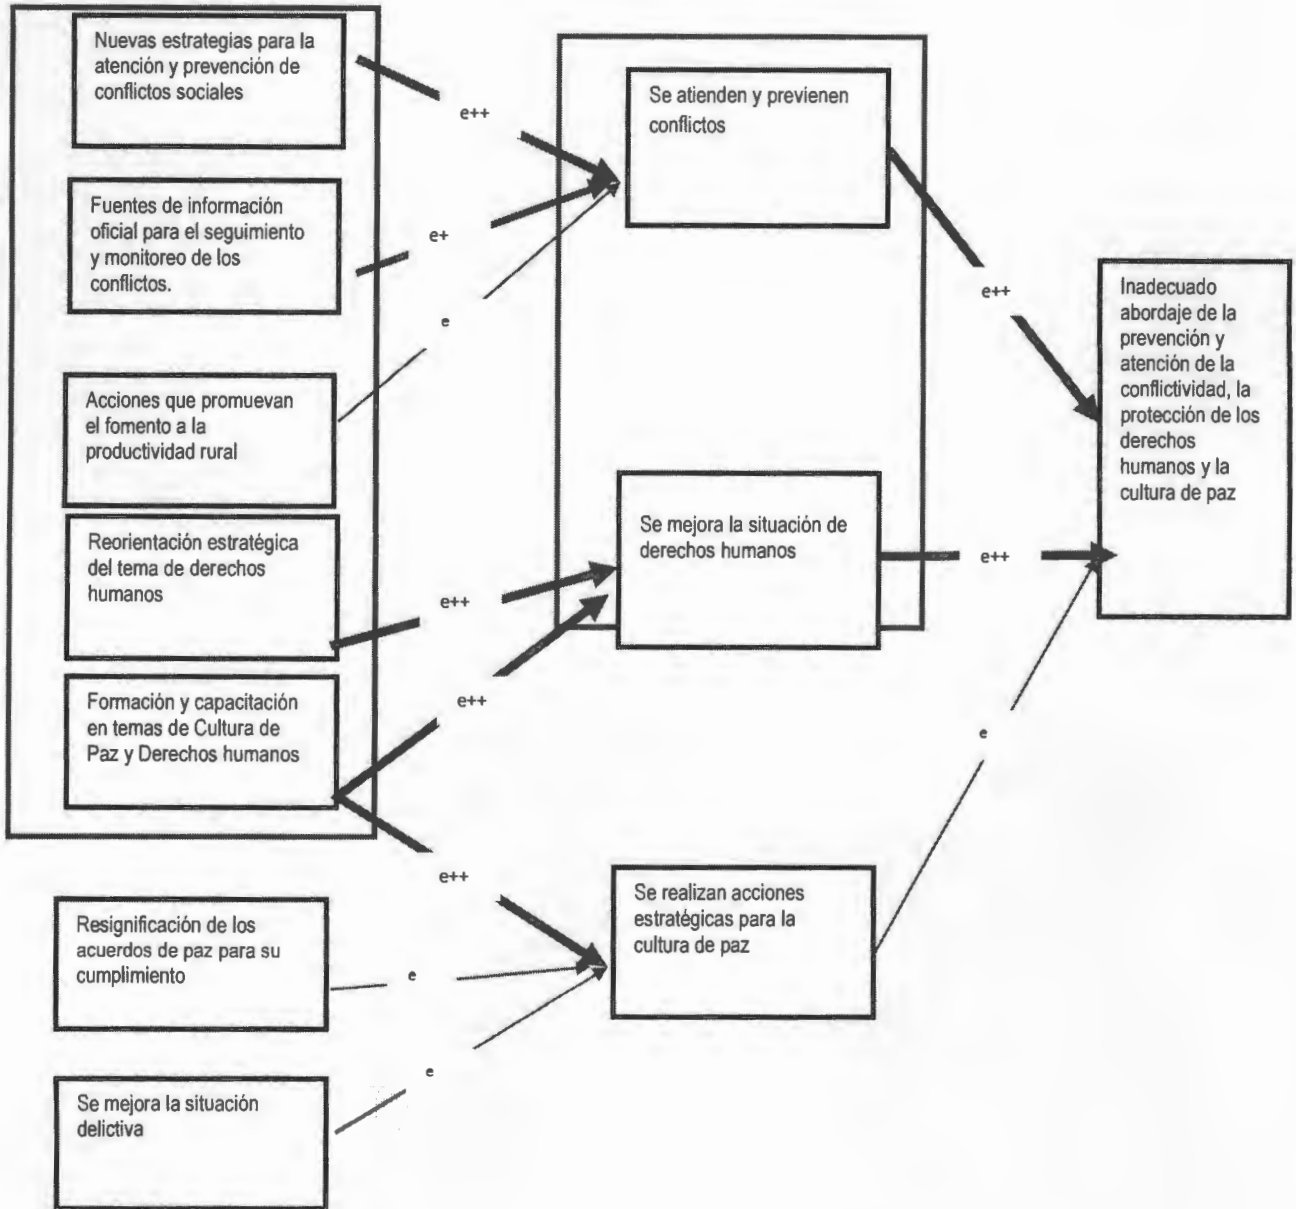 Nuevas estrategias para la
atención y prevención de
conflictos sociales
e++
Se atienden y previenen
conflictos
Fuentes de información
oficial para el seguimiento
y monitoreo de los
conflictos.
e+
e
e++
Inadecuado
abordaje de la
prevención y
atención de la
conflictividad, la
protección de los
derechos
humanos y la
cultura de paz
Acciones que promuevan
el fomento a la
productividad rural
Reorientación estratégica
del tema de derechos
humanos
e++
Se mejora la situación de
derechos humanos
e++
Formación y capacitación
en temas de Cultura de
Paz y Derechos humanos
e++
e
e++
Se realizan acciones
estratégicas para la
cultura de paz
Resignificación de los
acuerdos de paz para su
cumplimiento
e
e
Se mejora la situación
delictiva